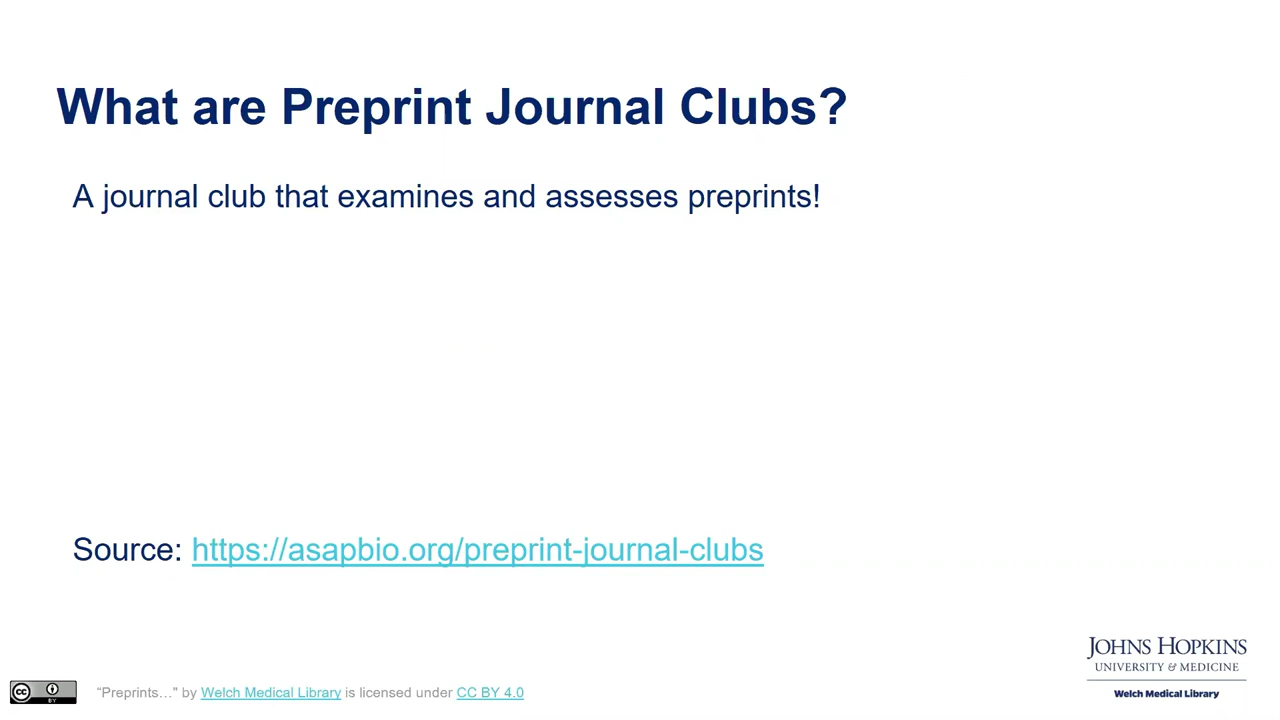 What are Preprint Journal Clubs?
A journal club that examines and assesses preprints!
Source: https://asapbio.org/preprint-journal-clubs
JOHNS HOPKINS
UNIVERSITY & MEDICINE
Welch Medical Library
cc BY
“Preprints…" by Welch Medical Library is licensed under CC BY 4.0